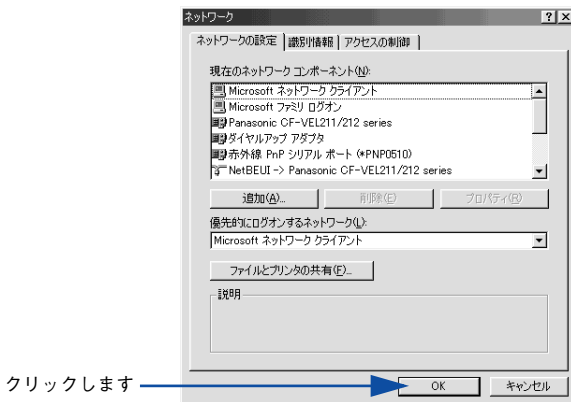 ネットワーク
ネットワークの設定 識別情報 アクセスの制御
現在のネットワーク コンポーネント(N):
Microsoft ネットワーク クライアント
Microsoft ファミリ ログオン
Panasonic CF-VEL211/212 series
ダイヤルアップ アダプタ
赤外線 PnP シリアル ポート (*PNP0510)
NetBEUI -> Panasonic CF-VEL211/212 series
追加(A)... 削除(E) プロパティ(R)
優先的にログオンするネットワーク(L):
Microsoft ネットワーク クライアント
ファイルとプリンタの共有(F)...
説明
クリックします
OK キャンセル